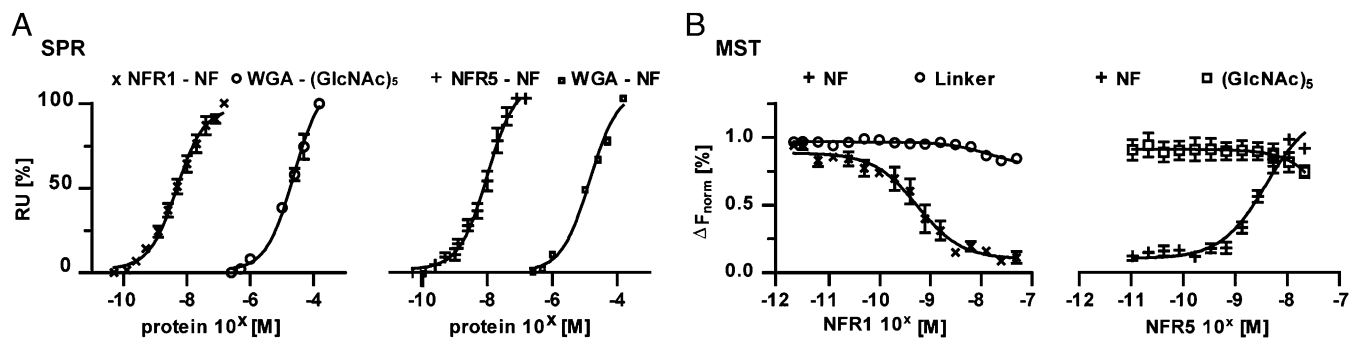 A
SPR
x NFR1 - NF o WGA - (GlcNAc)₅
+ NFR5 - NF □ WGA - NF
RU [%]
100
50
0
-10 -8 -6 -4
protein 10ˣ [M]
-10 -8 -6 -4
protein 10ˣ [M]
B
MST
+ NF o Linker
+ NF □ (GlcNAc)₅
Δ Fₙₒᵣₘ [%]
1.0
0.5
0.0
-12 -11 -10 -9 -8 -7
NFR1 10ˣ [M]
-12 -11 -10 -9 -8 -7
NFR5 10ˣ [M]